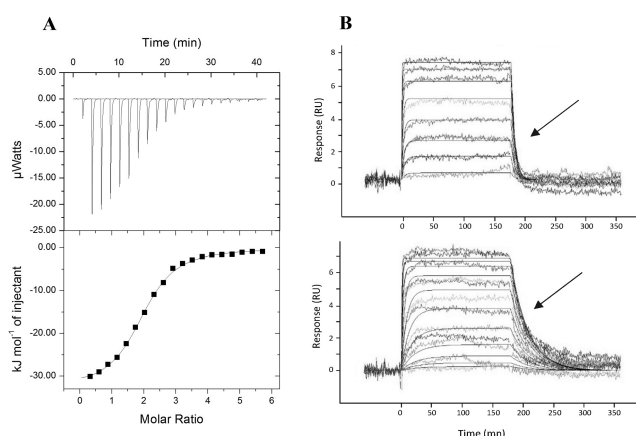 A
Time (min)
0 10 20 30 40
5.00
0.00
-5.00
-10.00
-15.00
-20.00
-25.00
µWatts
0.00
-10.00
-20.00
-30.00
kJ mol⁻¹ of injectant
0 1 2 3 4 5 6
Molar Ratio
B
8
6
4
2
0
Response (RU)
0 50 100 150 200 250 300 350
Time (mn)
6
4
2
0
Response (RU)
0 50 100 150 200 250 300 350
Time (mn)